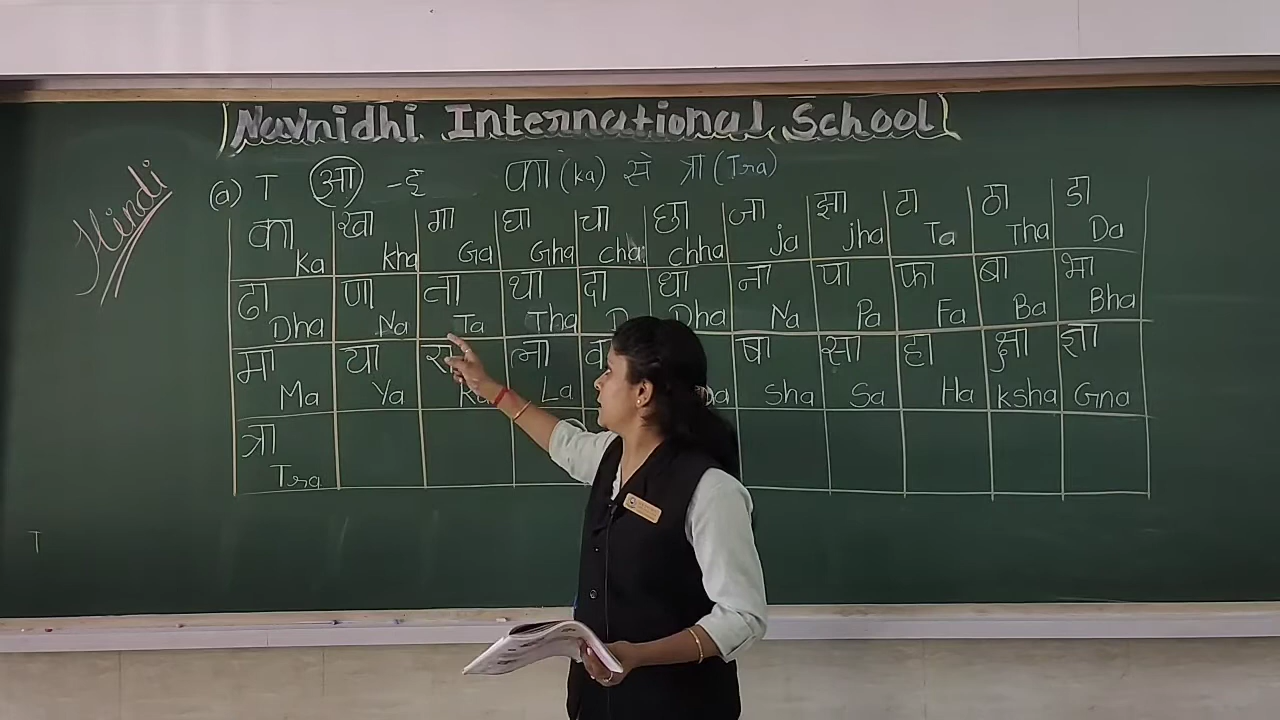 Navnidhi International School
Hindi
(a) ा (आ) - ह का (ka) से त्रा (Tra)
का खा गा घा चा छा जा झा टा ठा डा
ka kha Ga Gha cha chha ja jha Ta Tha Da
ढा णा ता था दा धा ना पा फा बा भा
Dha Na Ta Tha D Dha Na Pa Fa Ba Bha
मा या रा ला षा सा हा क्षा ज्ञा
Ma Ya Ra La Sha Sa Ha ksha Gna
त्रा
Tra
T